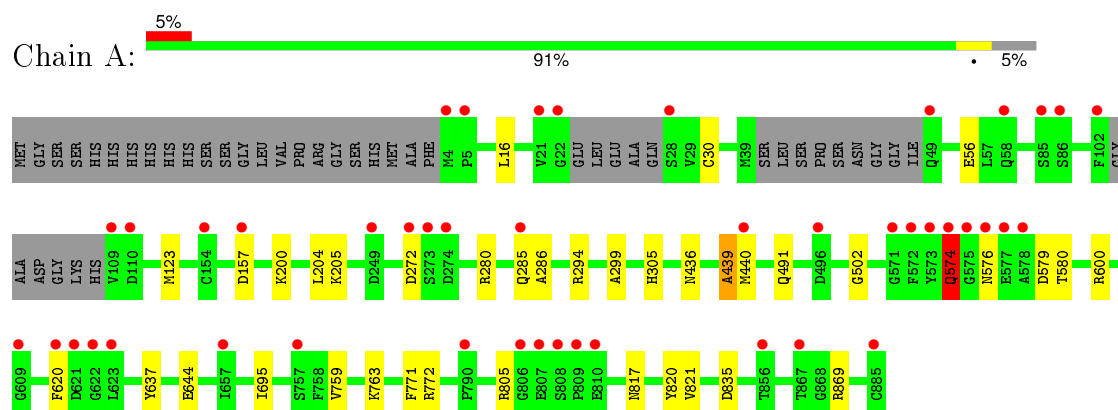 5%
Chain A:
91%
•
5%
MET GLY SER SER HIS HIS HIS HIS HIS HIS SER SER GLY LEU VAL PRO ARG GLY SER HIS MET ALA PHE M4 P5 L16 V21 G22 GLU LEU GLU ALA GLN S28 V29 C30 M39 SER LEU SER PRO SER ASN GLY GLY ILE Q49 E56 L57 Q58 S85 S86 F102 GLY
ALA ASP GLY LYS HIS V109 D110 M123 C154 D157 K200 L204 K205 D249 D272 S273 D274 R280 Q285 A286 R294 A299 H305 N436 A439 M440 Q491 D496 G502 G571 F572 Y573 Q574 G575 N576 E577 A578 D579 T580 R600
G609 F620 D621 G622 L623 Y637 E644 I657 I695 S757 F758 V759 K763 F771 R772 P790 R805 G806 E807 S808 P809 E810 N817 Y820 V821 D835 T856 T867 G868 R869 C885